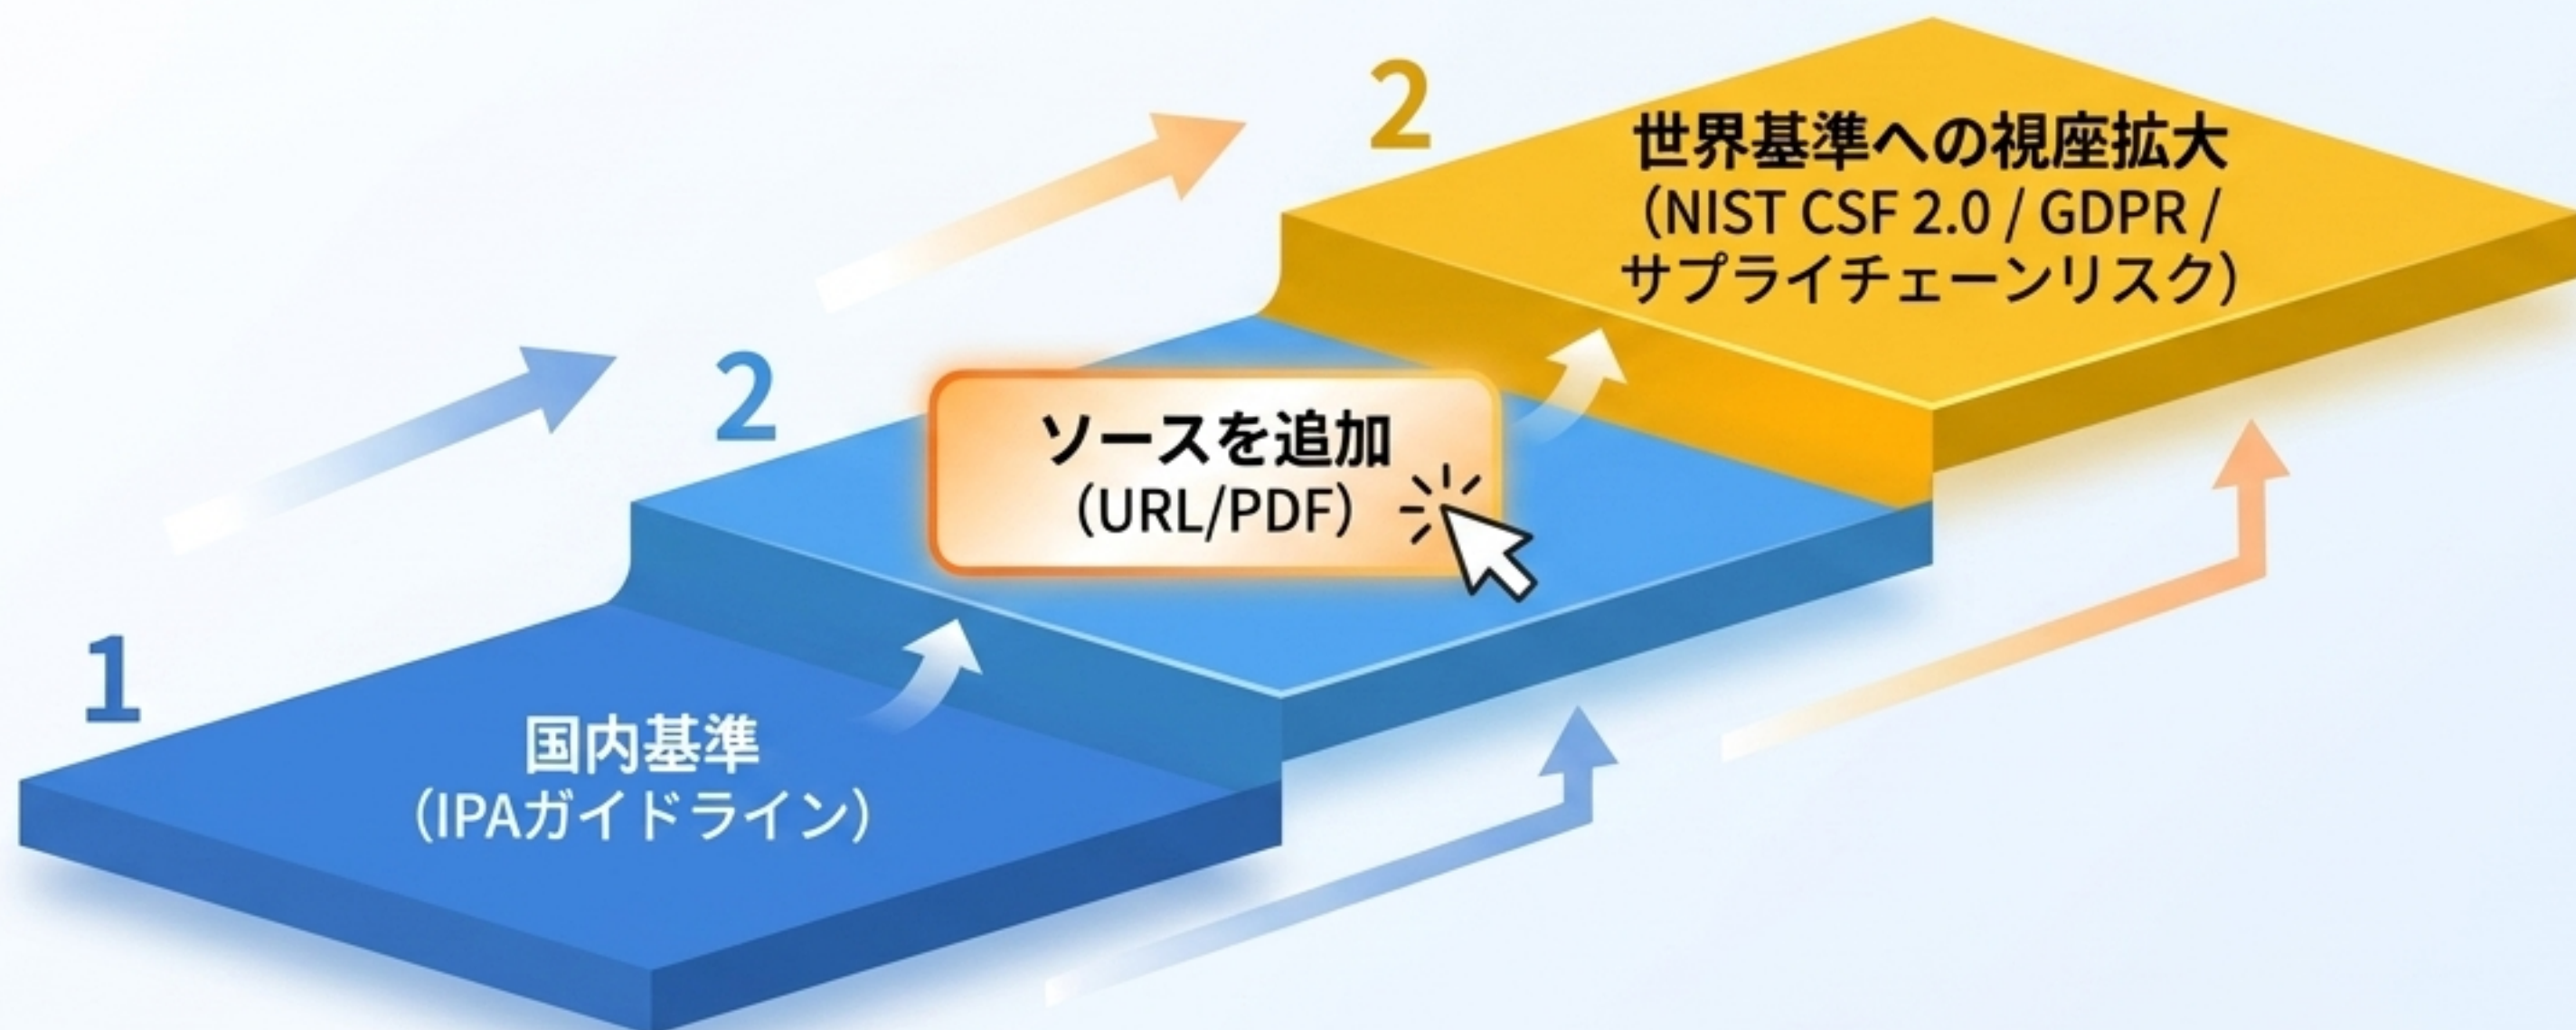 1
国内基準
（IPAガイドライン）
2
ソースを追加
（URL/PDF）
2
世界基準への視座拡大
（NIST CSF 2.0 / GDPR /
サプライチェーンリスク）